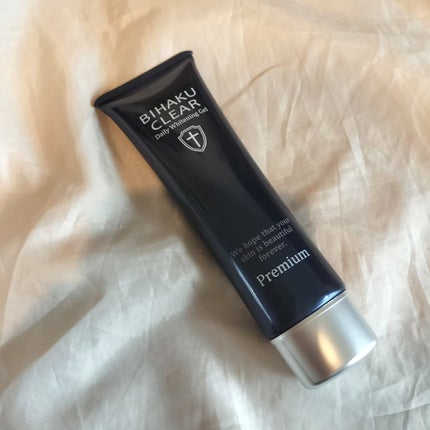 BIHAKU
CLEAR
Daily Whitening Gel
We hope that your
skin is beautiful
forever.
Premium